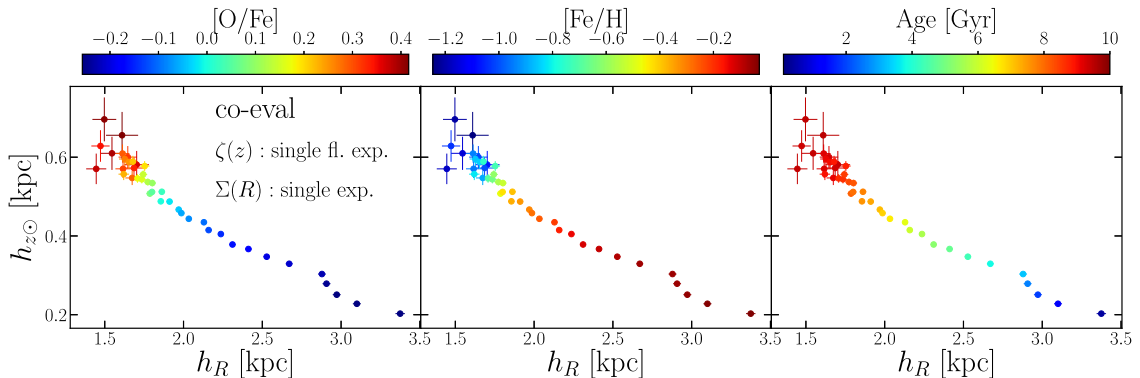 [O/Fe] [Fe/H] Age [Gyr]
−0.2 −0.1 0.0 0.1 0.2 0.3 0.4 −1.2 −1.0 −0.8 −0.6 −0.4 −0.2 2 4 6 8 10
co-eval
ζ(z) : single fl. exp.
Σ(R) : single exp.
h_{z⊙} [kpc]
0.6
0.4
0.2
1.5 2.0 2.5 3.0 3.5 1.5 2.0 2.5 3.0 3.5 1.5 2.0 2.5 3.0 3.5
h_R [kpc] h_R [kpc] h_R [kpc]